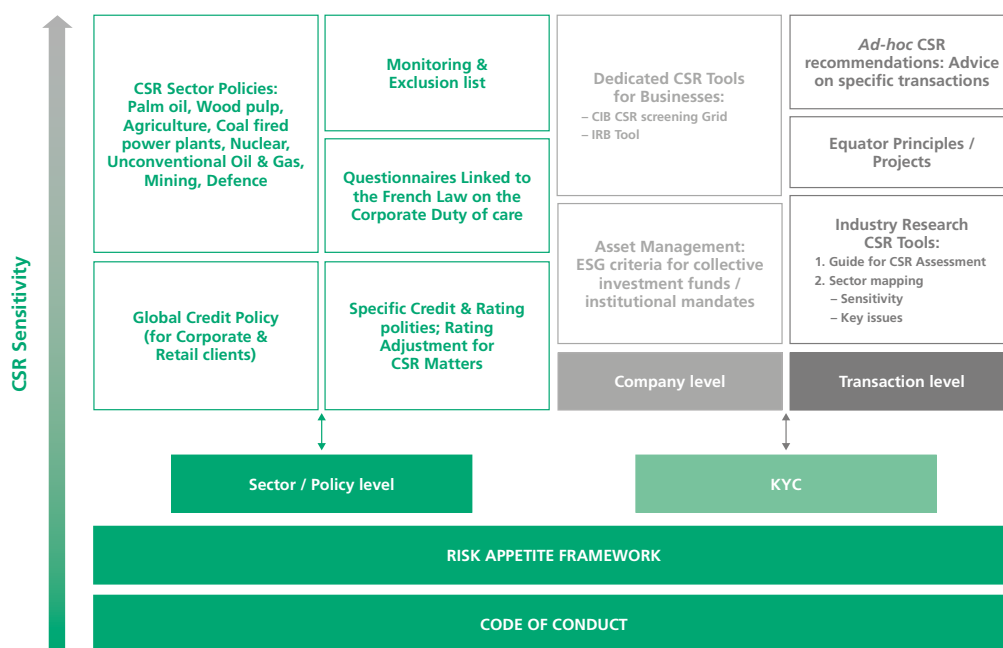 CSR Sensitivity
CSR Sector Policies:
Palm oil, Wood pulp,
Agriculture, Coal fired
power plants, Nuclear,
Unconventional Oil & Gas,
Mining, Defence
Global Credit Policy
(for Corporate &
Retail clients)
Monitoring &
Exclusion list
Questionnaires Linked to
the French Law on the
Corporate Duty of care
Specific Credit & Rating
polities; Rating
Adjustment for
CSR Matters
Dedicated CSR Tools
for Businesses:
– CIB CSR screening Grid
– IRB Tool
Asset Management:
ESG criteria for collective
investment funds /
institutional mandates
Company level
Ad-hoc CSR
recommendations: Advice
on specific transactions
Equator Principles /
Projects
Industry Research
CSR Tools:
1. Guide for CSR Assessment
2. Sector mapping
– Sensitivity
– Key issues
Transaction level
Sector / Policy level
KYC
RISK APPETITE FRAMEWORK
CODE OF CONDUCT